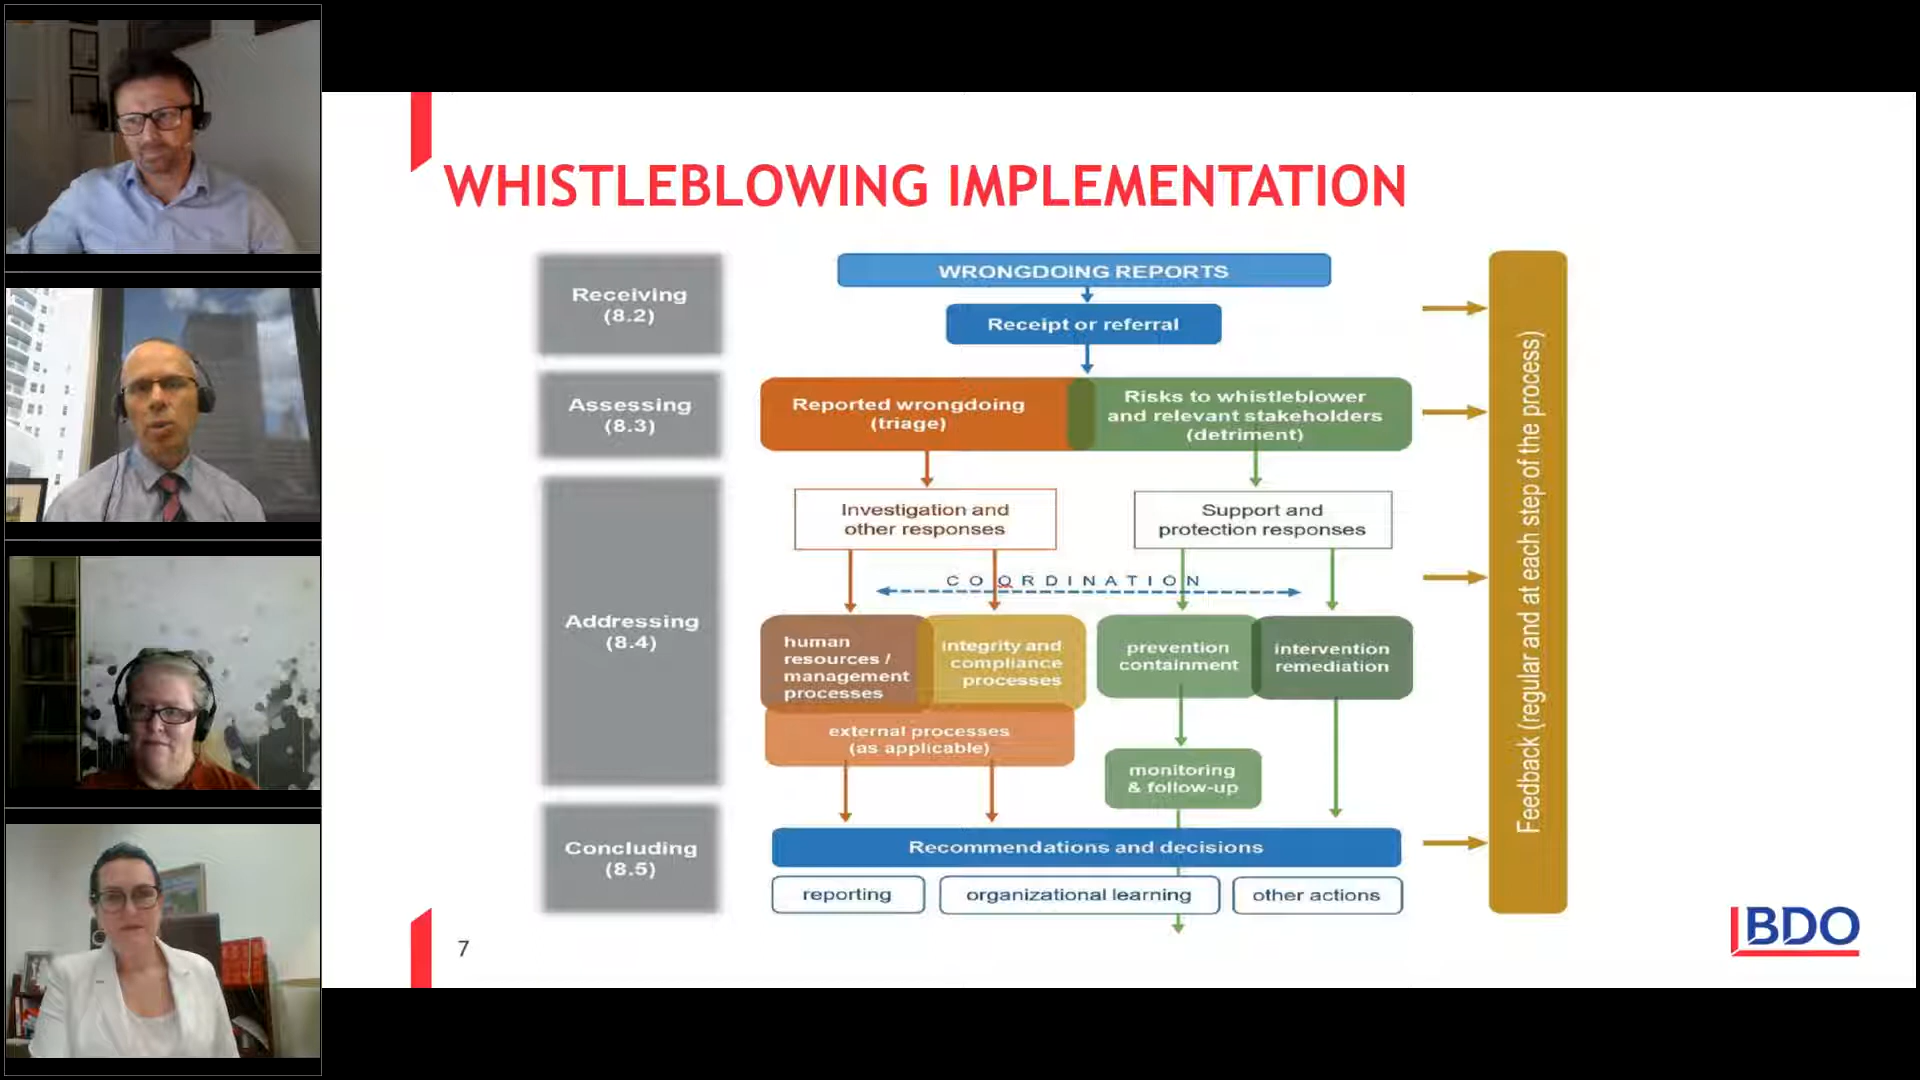 WHISTLEBLOWING IMPLEMENTATION
Receiving
(8.2)
WRONGDOING REPORTS
Receipt or referral
Assessing
(8.3)
Reported wrongdoing
(triage)
Risks to whistleblower
and relevant stakeholders
(detriment)
Addressing
(8.4)
Investigation and
other responses
Support and
protection responses
COORDINATION
human
resources /
management
processes
integrity and
compliance
processes
prevention
containment
intervention
remediation
external processes
(as applicable)
monitoring
& follow-up
Concluding
(8.5)
Recommendations and decisions
reporting
organizational learning
other actions
Feedback (regular and at each step of the process)
7
BDO